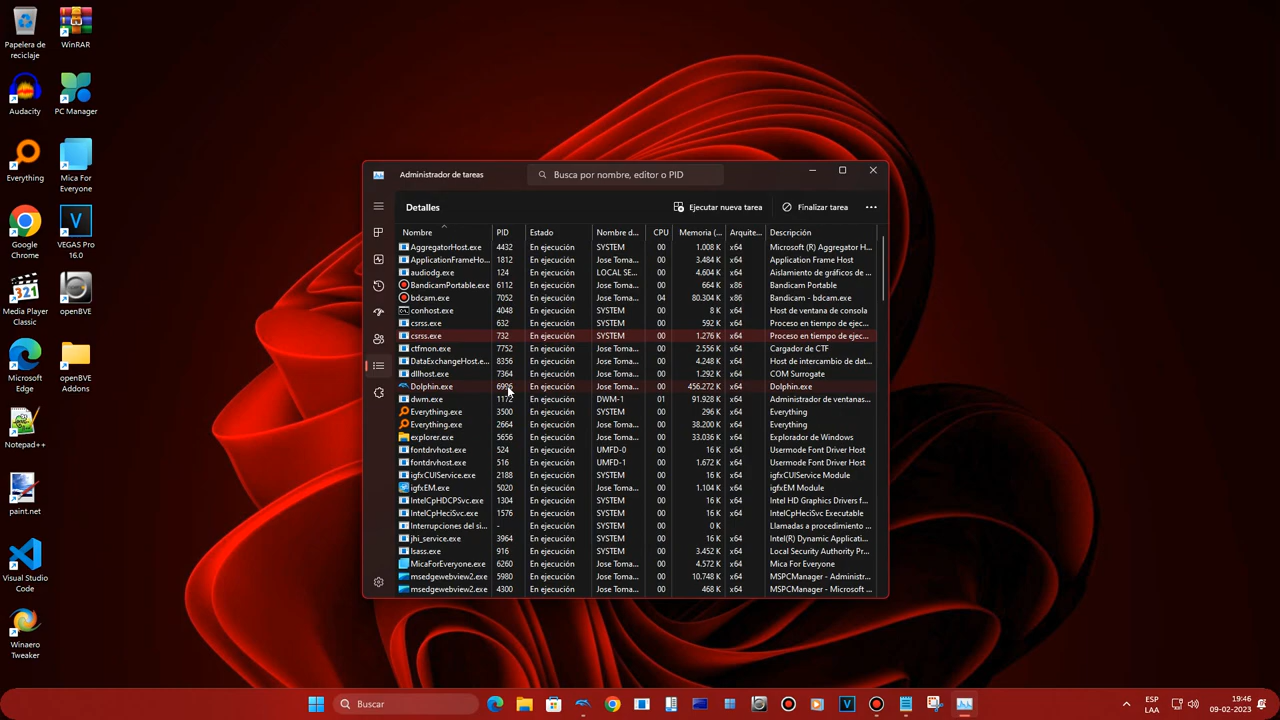 Papelera de
reciclaje
WinRAR
Audacity
PC Manager
Everything
Mica For
Everyone
Google
Chrome
VEGAS Pro
16.0
Media Player
Classic
openBVE
Microsoft
Edge
openBVE
Addons
Notepad++
paint.net
Visual Studio
Code
Winaero
Tweaker
Administrador de tareas
Busca por nombre, editor o PID
Detalles
Ejecutar nueva tarea
Finalizar tarea
Nombre PID Estado Nombre d... CPU Memoria (... Arquite... Descripción
AggregatorHost.exe 4432 En ejecución SYSTEM 00 1.008 K x64 Microsoft (R) Aggregator H...
ApplicationFrameHo... 1812 En ejecución Jose Toma... 00 3.484 K x64 Application Frame Host
audiodg.exe 124 En ejecución LOCAL SE... 00 4.604 K x64 Aislamiento de gráficos de ...
BandicamPortable.exe 6112 En ejecución Jose Toma... 00 664 K x86 Bandicam Portable
bdcam.exe 7052 En ejecución Jose Toma... 04 80.304 K x86 Bandicam - bdcam.exe
conhost.exe 4048 En ejecución Jose Toma... 00 8 K x64 Host de ventana de consola
csrss.exe 632 En ejecución SYSTEM 00 592 K x64 Proceso en tiempo de ejec...
csrss.exe 732 En ejecución SYSTEM 00 1.276 K x64 Proceso en tiempo de ejec...
ctfmon.exe 7752 En ejecución Jose Toma... 00 2.556 K x64 Cargador de CTF
DataExchangeHost.e... 8356 En ejecución Jose Toma... 00 4.248 K x64 Host de intercambio de dat...
dllhost.exe 7364 En ejecución Jose Toma... 00 1.292 K x64 COM Surrogate
Dolphin.exe En ejecución Jose Toma... 00 456.272 K x64 Dolphin.exe
dwm.exe En ejecución DWM-1 01 91.928 K x64 Administrador de ventanas...
Everything.exe 3500 En ejecución SYSTEM 00 296 K x64 Everything
Everything.exe 2664 En ejecución Jose Toma... 00 38.200 K x64 Everything
explorer.exe 5656 En ejecución Jose Toma... 00 33.036 K x64 Explorador de Windows
fontdrvhost.exe 524 En ejecución UMFD-0 00 16 K x64 Usermode Font Driver Host
fontdrvhost.exe 516 En ejecución UMFD-1 00 1.672 K x64 Usermode Font Driver Host
igfxCUIService.exe 2188 En ejecución SYSTEM 00 16 K x64 igfxCUIService Module
igfxEM.exe 5020 En ejecución Jose Toma... 00 1.104 K x64 igfxEM Module
IntelCpHDCPSvc.exe 1304 En ejecución SYSTEM 00 16 K x64 Intel HD Graphics Drivers f...
IntelCpHeciSvc.exe 1576 En ejecución SYSTEM 00 16 K x64 IntelCpHeciSvc Executable
Interrupciones del si... - En ejecución SYSTEM 00 0 K Llamadas a procedimiento ...
jhi_service.exe 3964 En ejecución SYSTEM 00 16 K x64 Intel(R) Dynamic Applicati...
lsass.exe 916 En ejecución SYSTEM 00 3.452 K x64 Local Security Authority Pr...
MicaForEveryone.exe 6260 En ejecución Jose Toma... 00 4.572 K x64 Mica For Everyone
msedgewebview2.exe 5980 En ejecución Jose Toma... 00 10.748 K x64 MSPCManager - Administr...
msedgewebview2.exe 4300 En ejecución Jose Toma... 00 468 K x64 MSPCManager - Microsoft ...
Buscar
ESP
LAA
19:46
09-02-2023